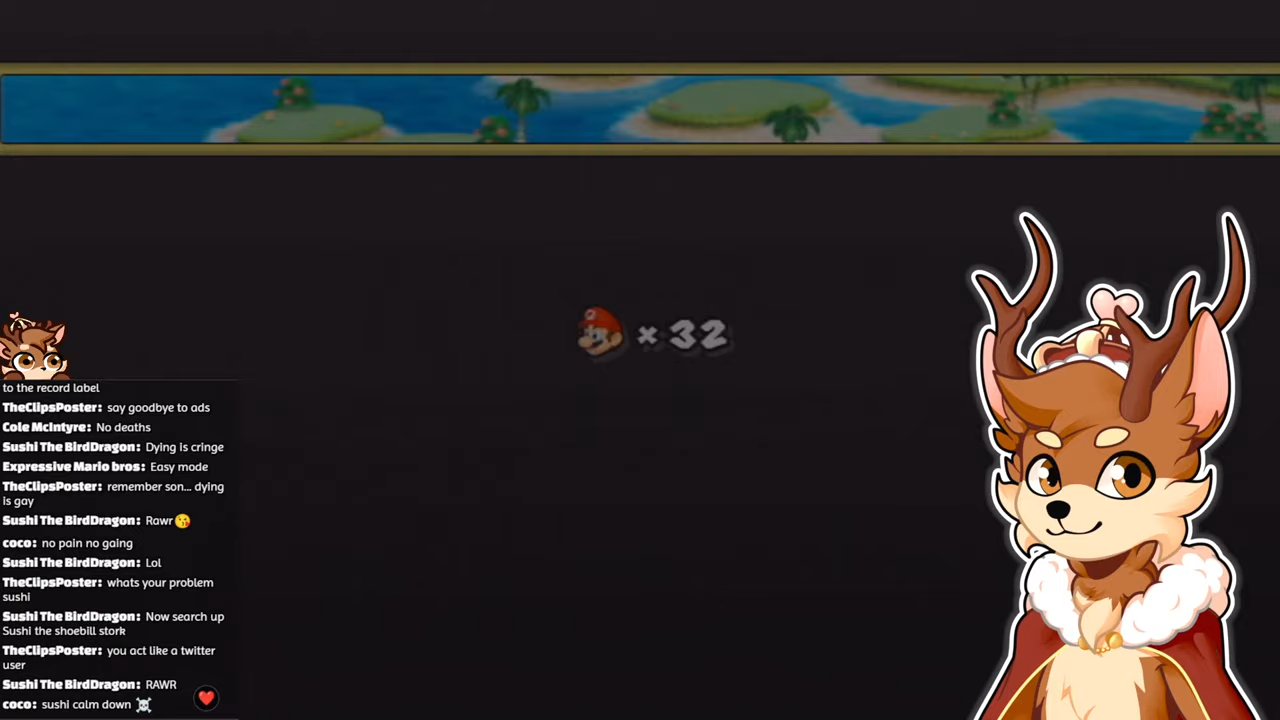 × 32
to the record label
TheClipsPoster: say goodbye to ads
Cole McIntyre: No deaths
Sushi The BirdDragon: Dying is cringe
Expressive Mario bros: Easy mode
TheClipsPoster: remember son... dying
is gay
Sushi The BirdDragon: Rawr😘
coco: no pain no gaing
Sushi The BirdDragon: Lol
TheClipsPoster: whats your problem
sushi
Sushi The BirdDragon: Now search up
Sushi the shoebill stork
TheClipsPoster: you act like a twitter
user
Sushi The BirdDragon: RAWR
coco: sushi calm down ☠️